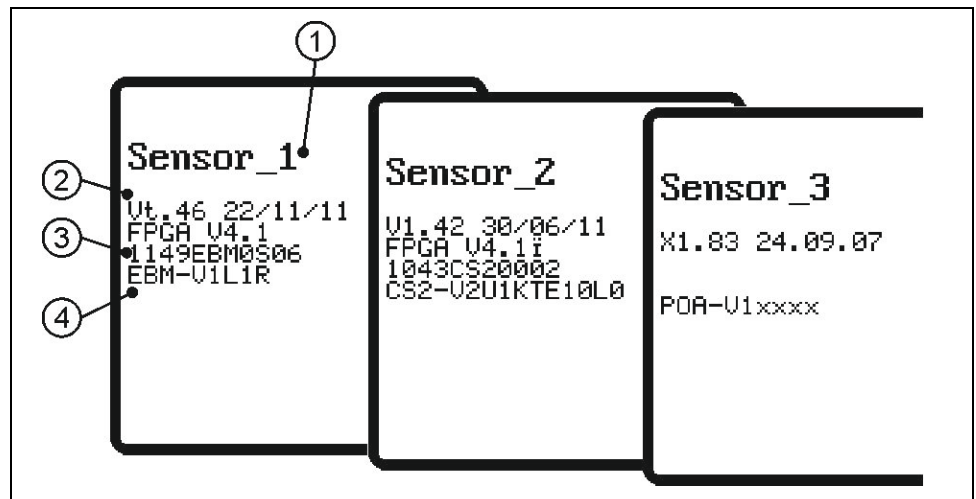 1
Sensor_1
2
Vt.46 22/11/11
FPGA V4.1
3
1149EBM0S06
EBM-V1L1R
4
Sensor_2
V1.42 30/06/11
FPGA V4.1ï
1043CS20002
CS2-V2U1KTE10L0
Sensor_3
X1.83 24.09.07
POA-V1xxxx